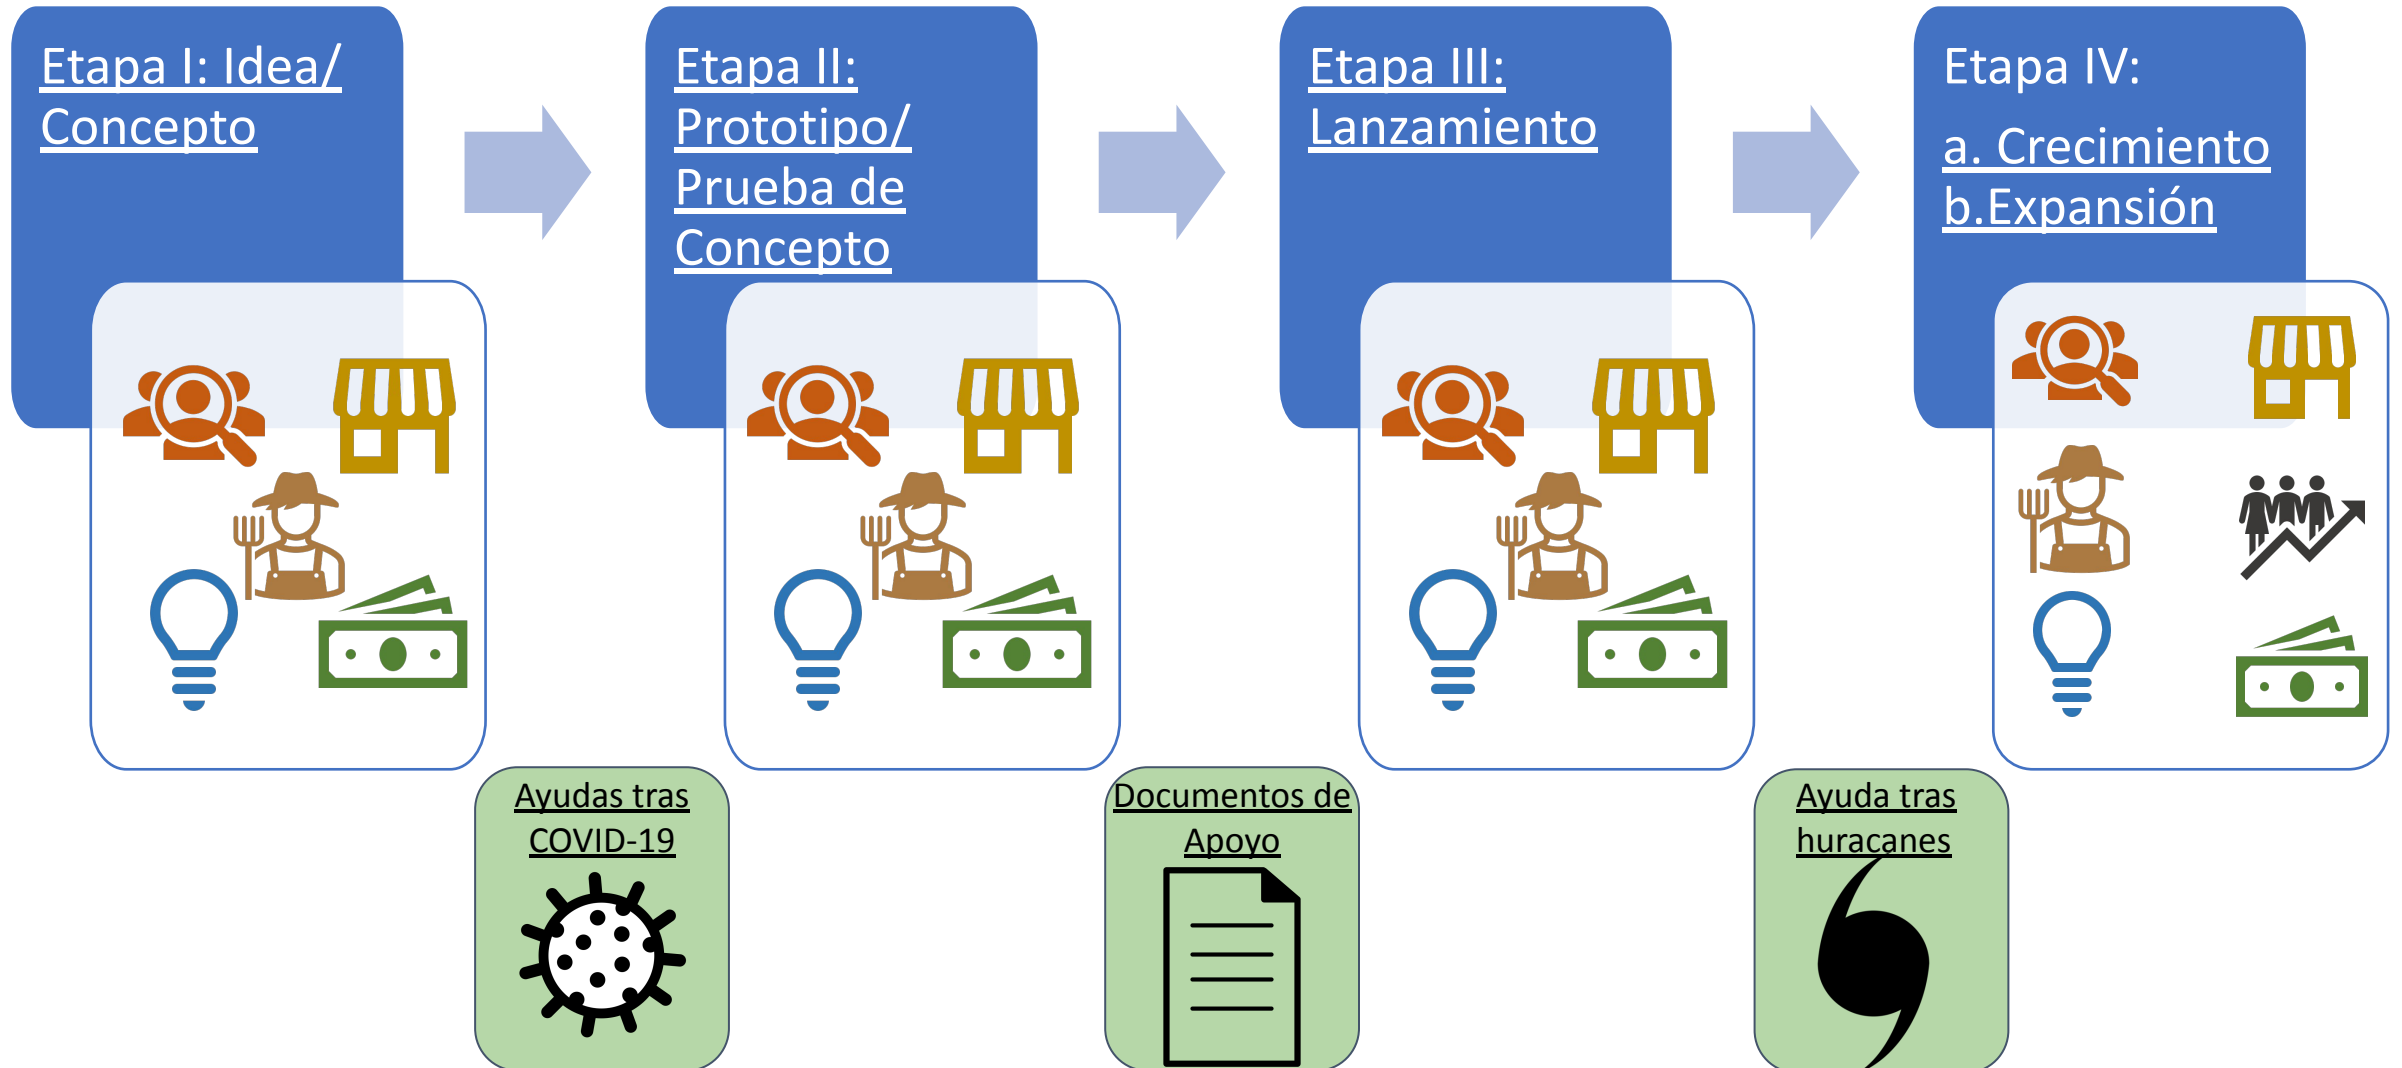 Etapa I: Idea/
Concepto
Etapa II:
Prototipo/
Prueba de
Concepto
Etapa III:
Lanzamiento
Etapa IV:
a. Crecimiento
b.Expansión
Ayudas tras
COVID-19
Documentos de
Apoyo
Ayuda tras
huracanes